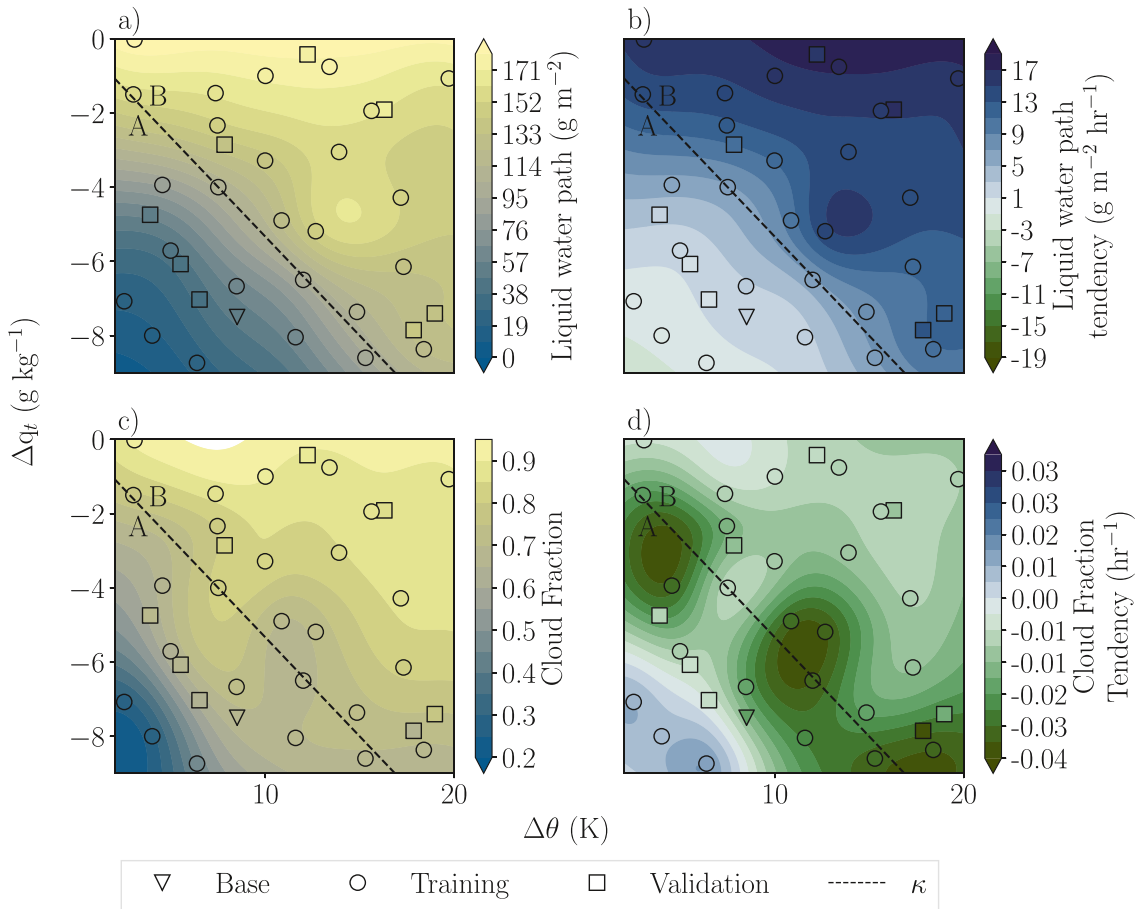 a)
b)
0
−2
−4
−6
−8
B
A
B
A
171
152
133
114
95
76
57
38
19
0
Liquid water path (g m−2)
17
13
9
5
1
-3
-7
-11
-15
-19
Liquid water path
tendency (g m−2 hr−1)
Δqt (g kg−1)
c)
d)
0
−2
−4
−6
−8
B
A
B
A
0.9
0.8
0.7
0.6
0.5
0.4
0.3
0.2
Cloud Fraction
0.03
0.03
0.02
0.01
0.00
-0.01
-0.01
-0.02
-0.03
-0.04
Cloud Fraction
Tendency (hr−1)
10
20
10
20
Δθ (K)
Base
Training
Validation
κ